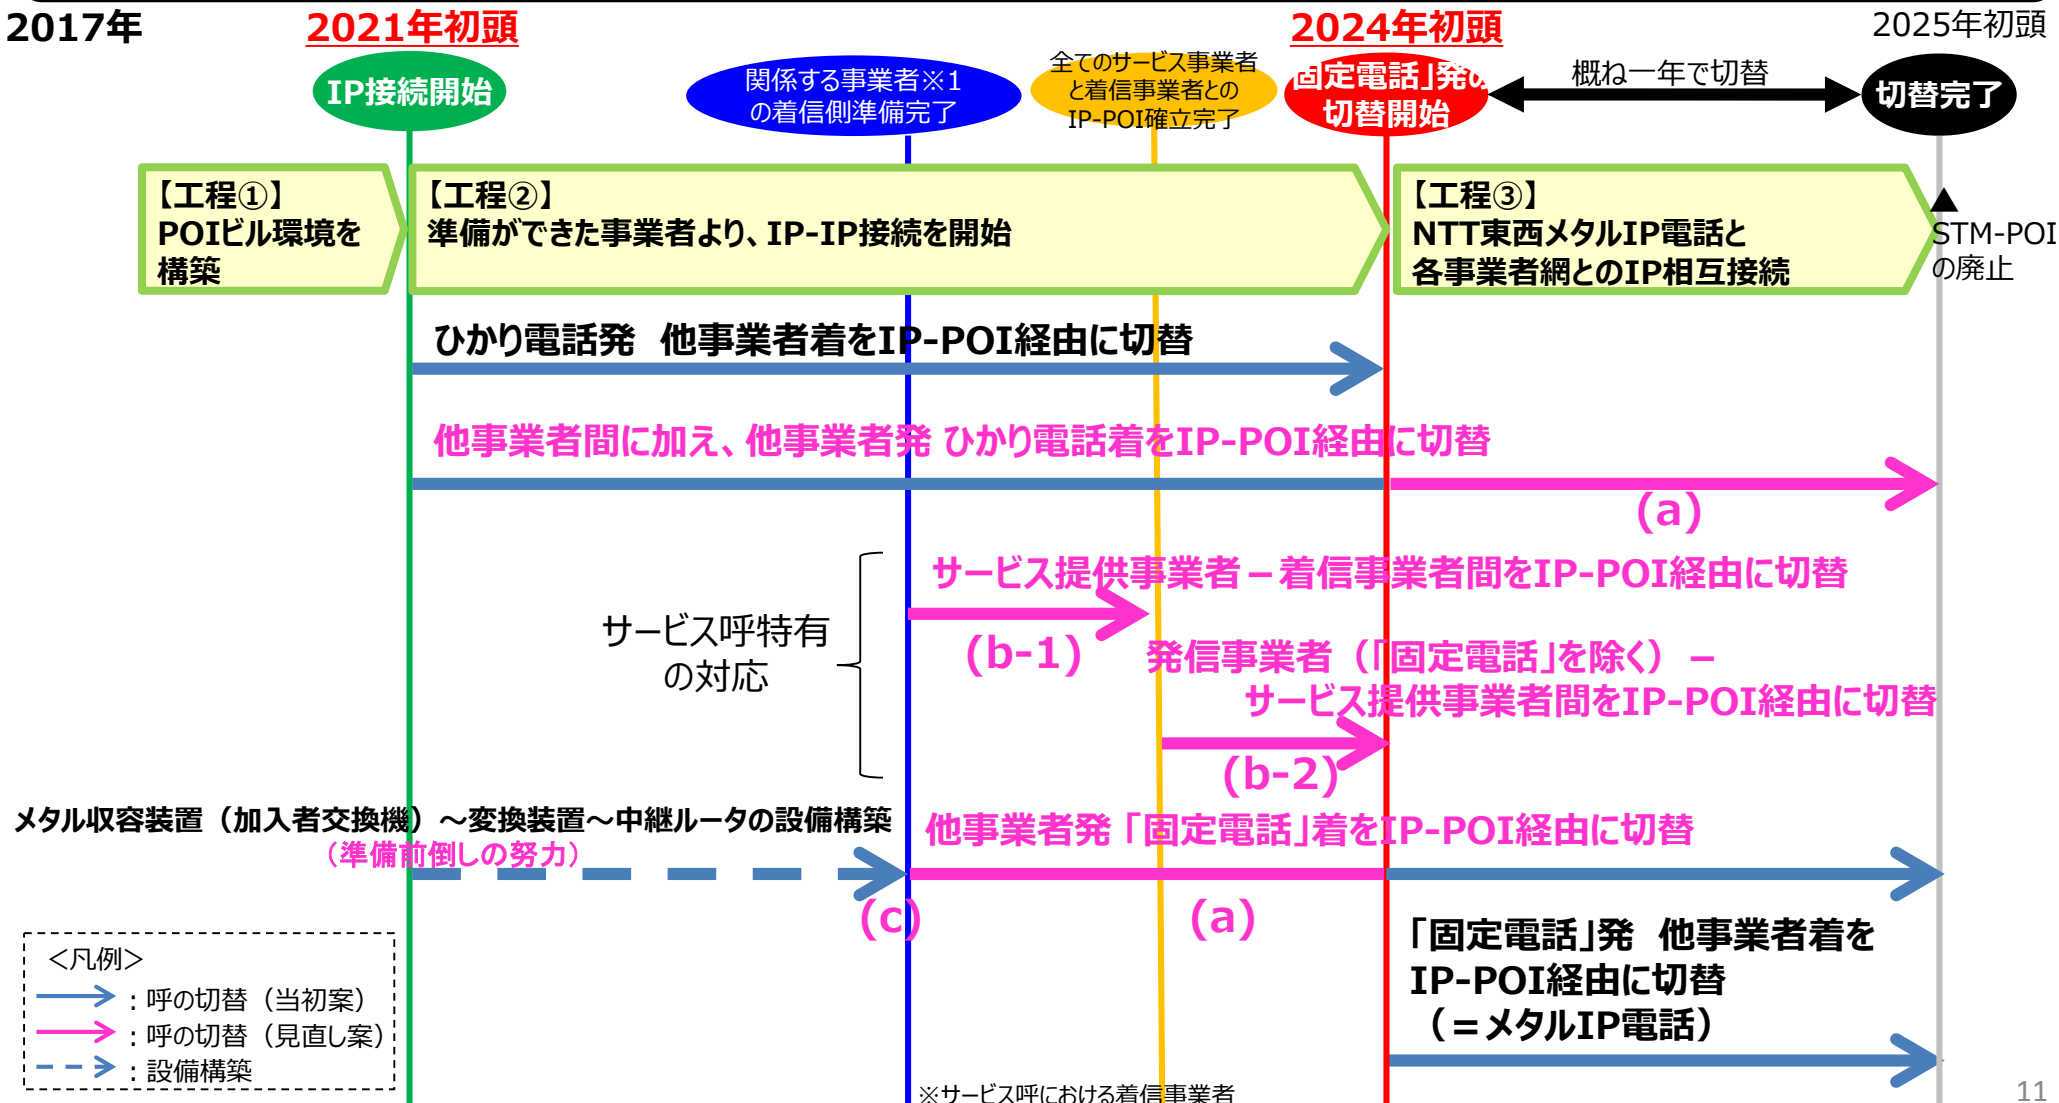 2017年
2021年初頭
2024年初頭
2025年初頭
IP接続開始
関係する事業者※1
の着信側準備完了
全てのサービス事業者
と着信事業者との
IP-POI確立完了
「固定電話」発の
切替開始
概ね一年で切替
切替完了
【工程①】
POIビル環境を
構築
【工程②】
準備ができた事業者より、IP-IP接続を開始
【工程③】
NTT東西メタルIP電話と
各事業者網とのIP相互接続
▲
STM-POI
の廃止
ひかり電話発　他事業者着をIP-POI経由に切替
他事業者間に加え、他事業者発 ひかり電話着をIP-POI経由に切替
(a)
サービス呼特有
の対応
サービス提供事業者－着信事業者間をIP-POI経由に切替
(b-1)
発信事業者（「固定電話」を除く）－
サービス提供事業者間をIP-POI経由に切替
(b-2)
メタル収容装置（加入者交換機）～変換装置～中継ルータの設備構築
（準備前倒しの努力）
他事業者発 「固定電話」着をIP-POI経由に切替
(c)
(a)
「固定電話」発　他事業者着を
IP-POI経由に切替
（＝メタルIP電話）
＜凡例＞
：呼の切替（当初案）
：呼の切替（見直し案）
：設備構築
※サービス呼における着信事業者
11